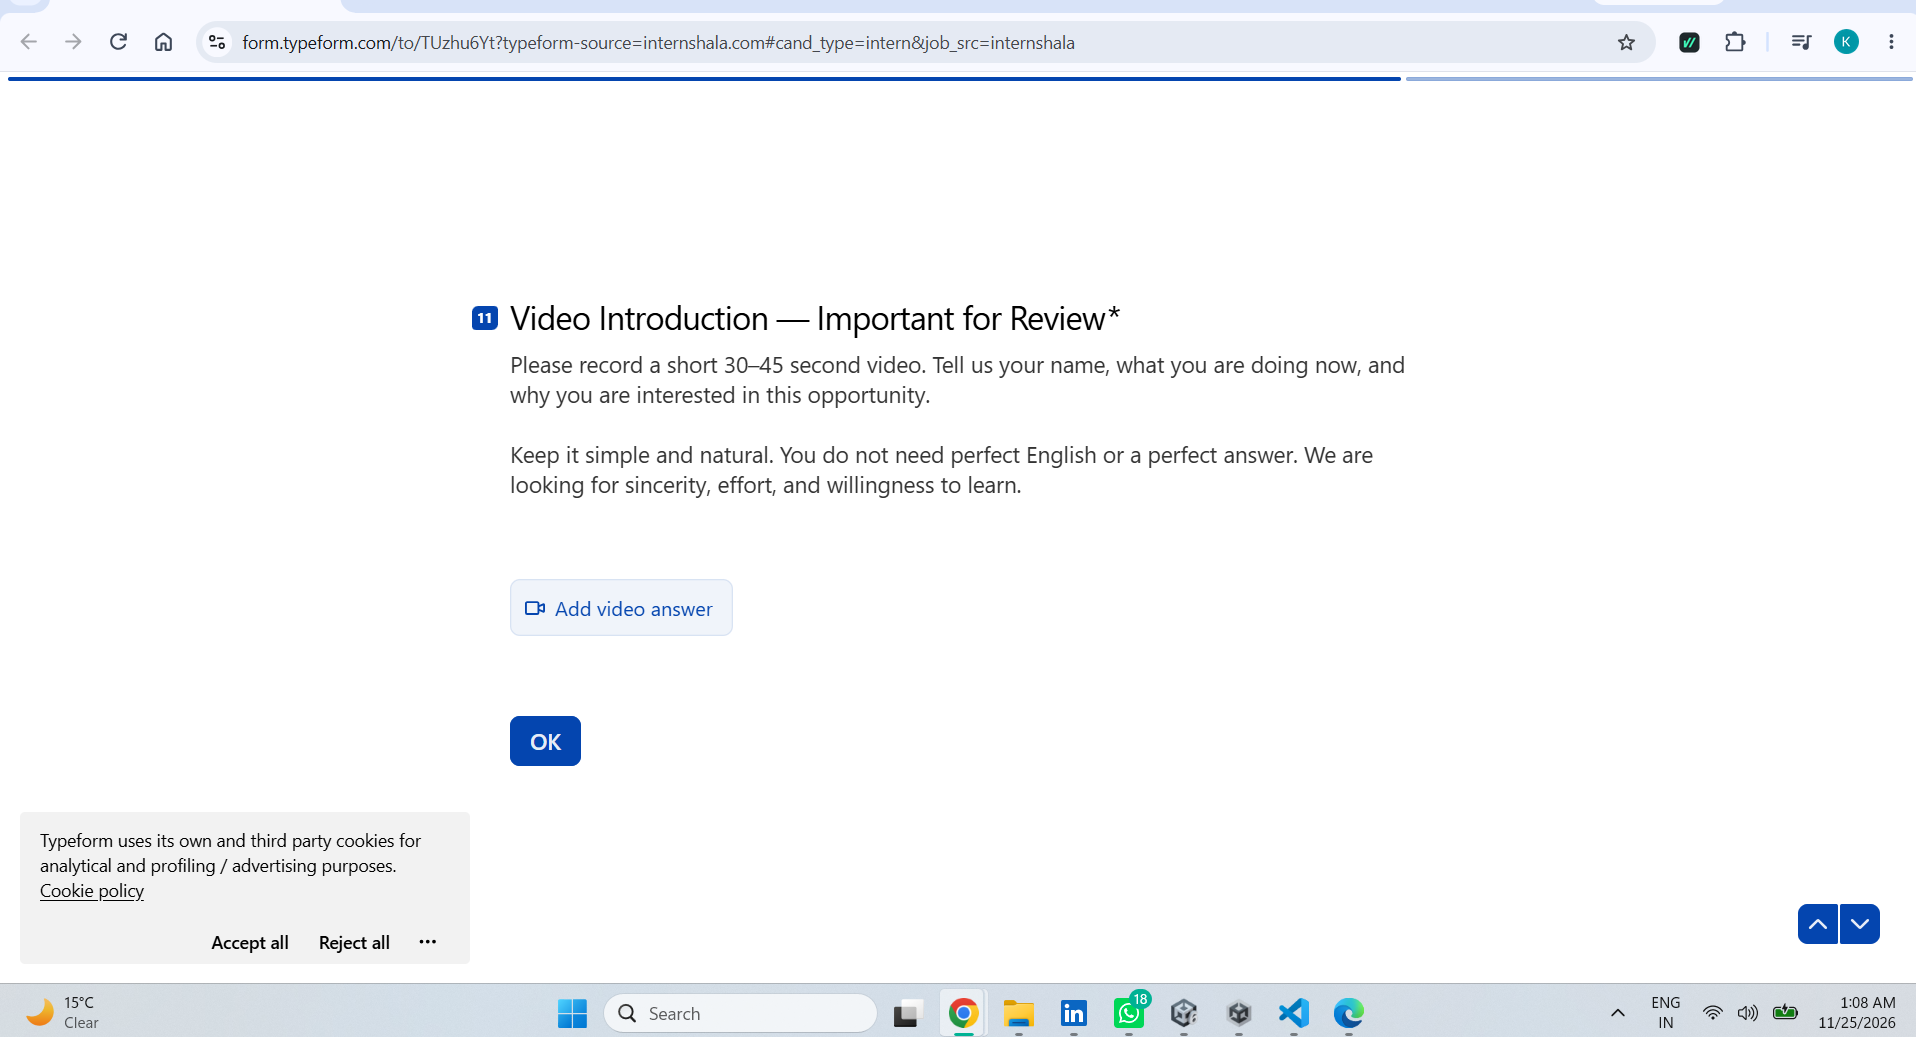 form.typeform.com/to/TUzhu6Yt?typeform-source=internshala.com#cand_type=intern&job_src=internshala
K
11 Video Introduction — Important for Review*
Please record a short 30–45 second video. Tell us your name, what you are doing now, and
why you are interested in this opportunity.
Keep it simple and natural. You do not need perfect English or a perfect answer. We are
looking for sincerity, effort, and willingness to learn.
Add video answer
OK
Typeform uses its own and third party cookies for
analytical and profiling / advertising purposes.
Cookie policy
Accept all Reject all
15°C
Clear
Search
in
18
ENG
IN
1:08 AM
11/25/2026